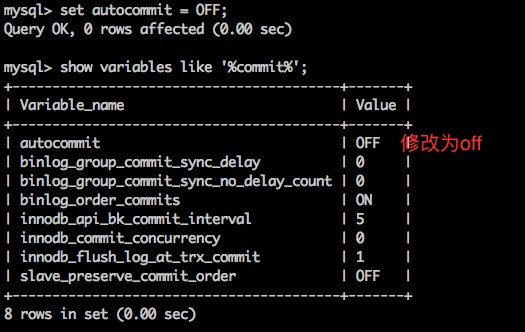 mysql> set autocommit = OFF;
Query OK, 0 rows affected (0.00 sec)
mysql> show variables like '%commit%';
+-----------------------------------------+-------+
| Variable_name                           | Value |
+-----------------------------------------+-------+
| autocommit                              | OFF   | 修改为off
| binlog_group_commit_sync_delay          | 0     |
| binlog_group_commit_sync_no_delay_count | 0     |
| binlog_order_commits                    | ON    |
| innodb_api_bk_commit_interval           | 5     |
| innodb_commit_concurrency               | 0     |
| innodb_flush_log_at_trx_commit          | 1     |
| slave_preserve_commit_order             | OFF   |
+-----------------------------------------+-------+
8 rows in set (0.00 sec)